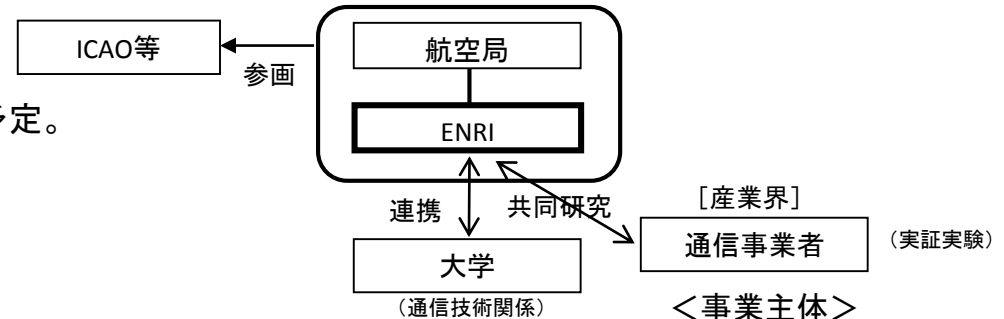 ICAO等
航空局
参画
予定。
ENRI
連携
共同研究
[産業界]
通信事業者
（実証実験）
大学
（通信技術関係）
＜事業主体＞